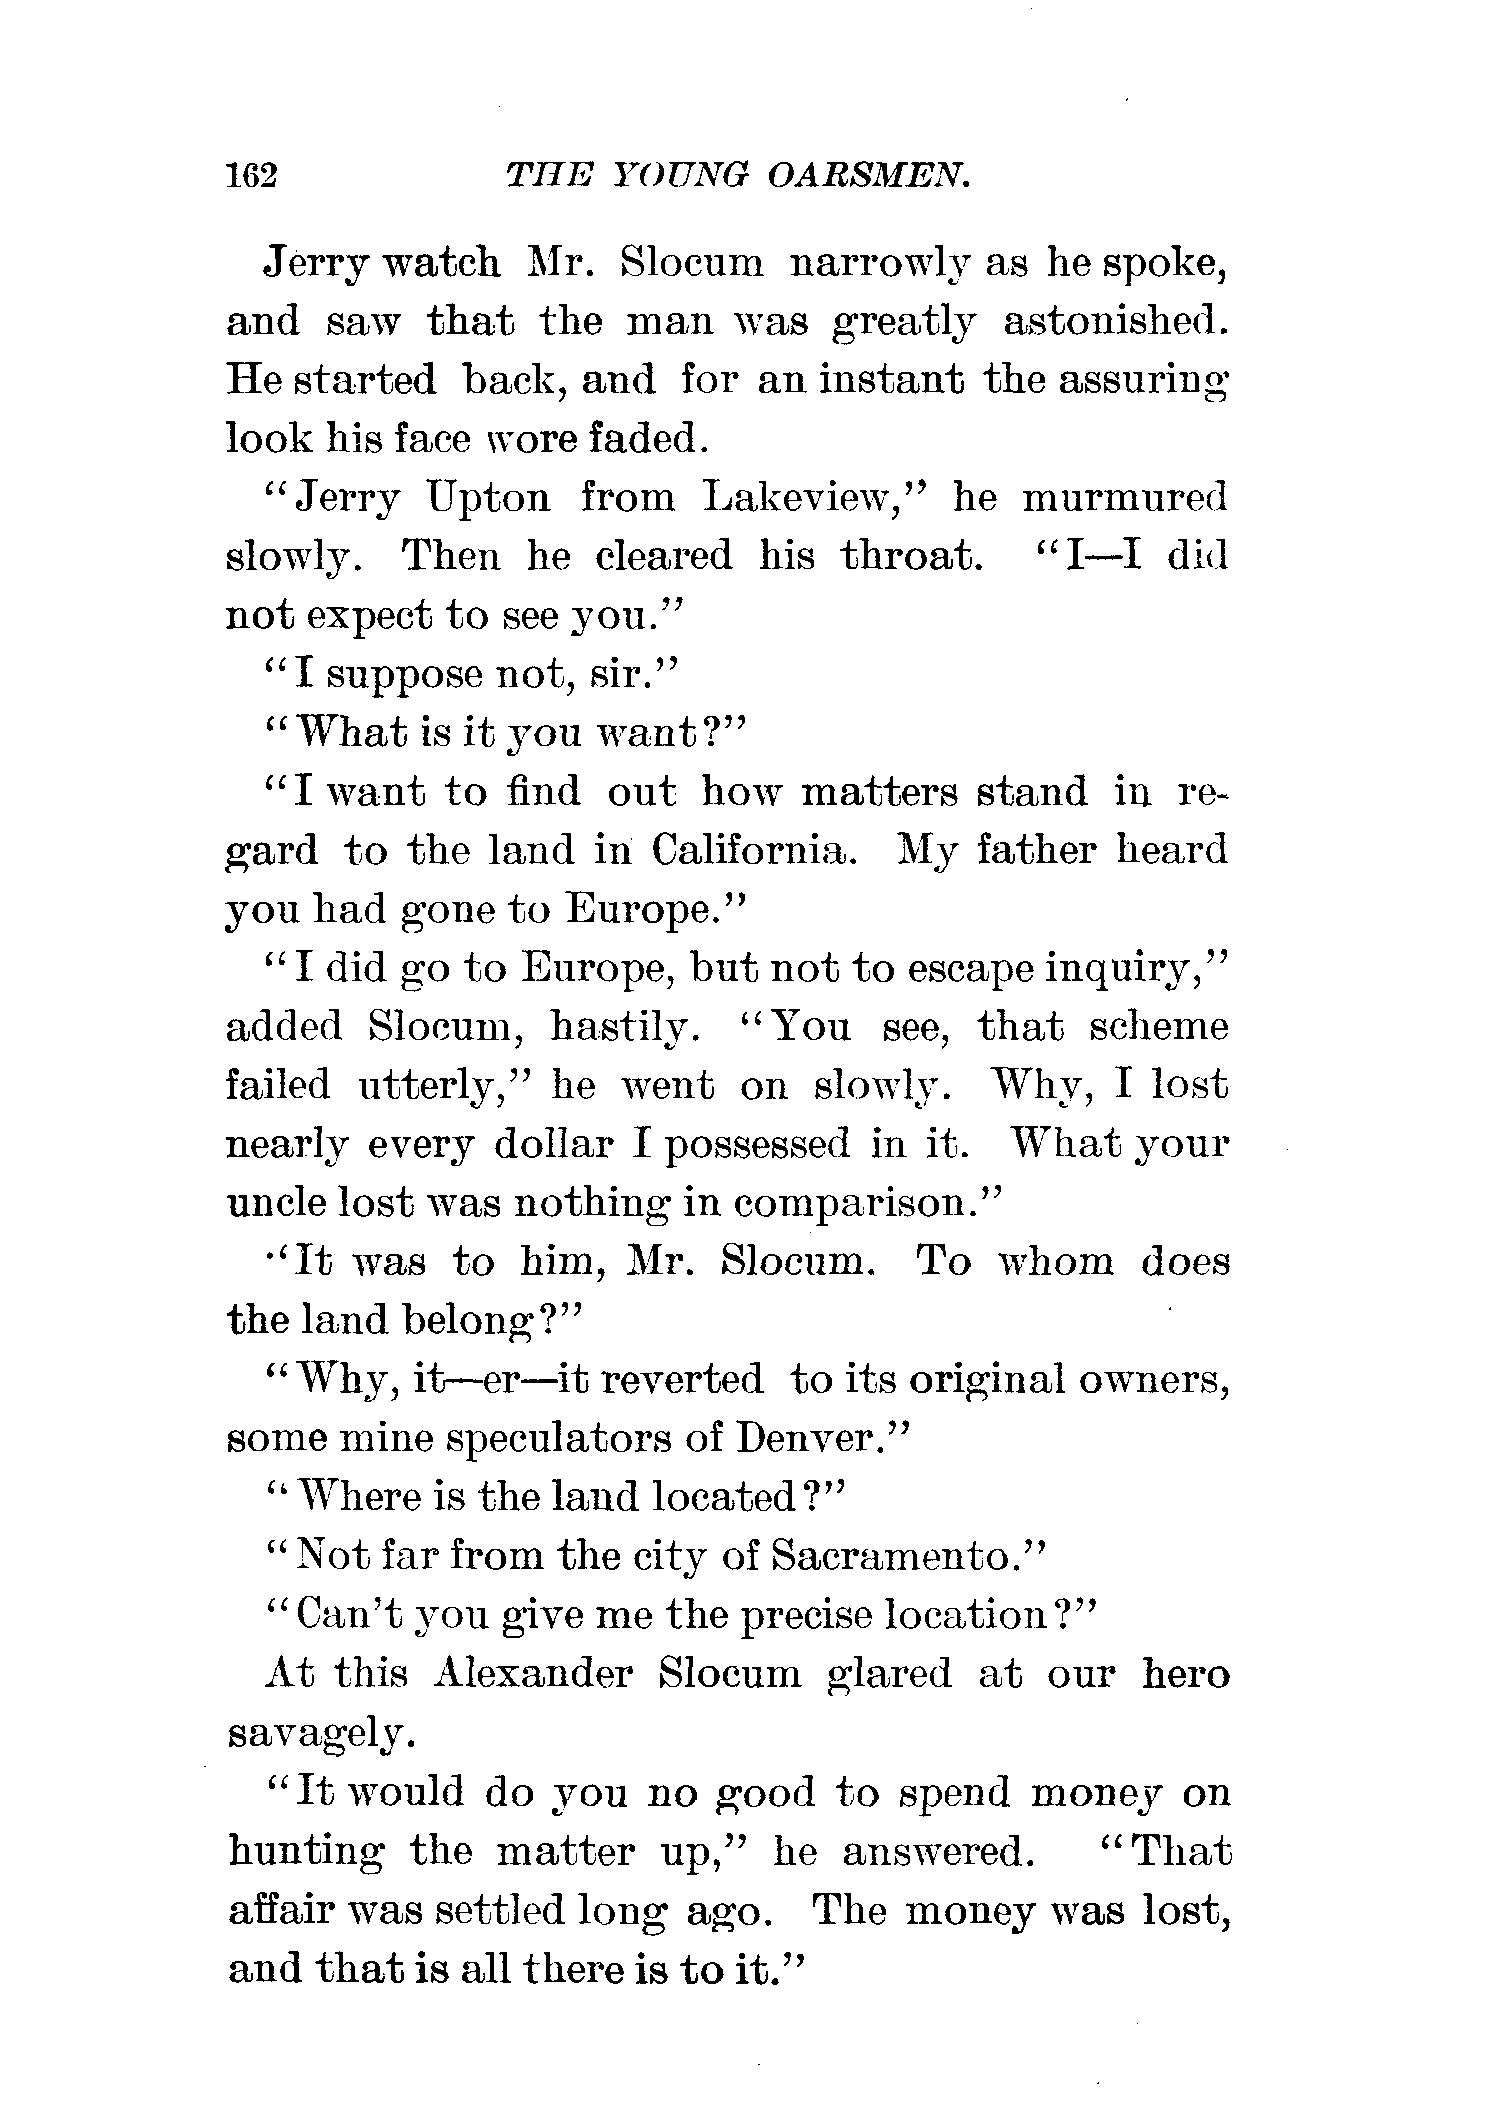 162 THE YOUNG OARSMEN.
Jerry watch Mr. Slocum narrowly as he spoke,
and saw that the man was greatly astonished.
He started back, and for an instant the assuring
look his face wore faded.
"Jerry Upton from Lakeview," he murmured
slowly. Then he cleared his throat. "I—I did
not expect to see you."
"I suppose not, sir."
"What is it you want?"
"I want to find out how matters stand in re-
gard to the land in California. My father heard
you had gone to Europe."
"I did go to Europe, but not to escape inquiry,"
added Slocum, hastily. "You see, that scheme
failed utterly," he went on slowly. Why, I lost
nearly every dollar I possessed in it. What your
uncle lost was nothing in comparison."
"It was to him, Mr. Slocum. To whom does
the land belong?"
"Why, it—er—it reverted to its original owners,
some mine speculators of Denver."
"Where is the land located?"
"Not far from the city of Sacramento."
"Can't you give me the precise location?"
At this Alexander Slocum glared at our hero
savagely.
"It would do you no good to spend money on
hunting the matter up," he answered. "That
affair was settled long ago. The money was lost,
and that is all there is to it."